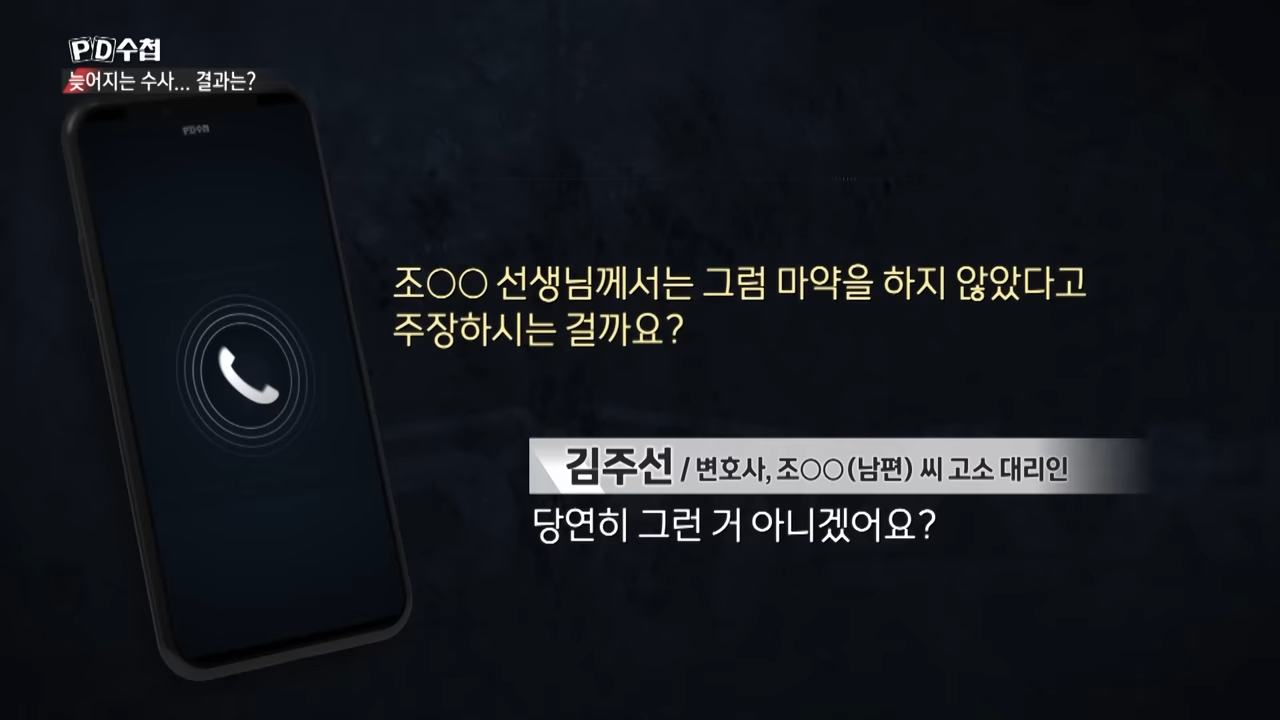 PD수첩
늦어지는 수사... 결과는?
PD수첩
조○○ 선생님께서는 그럼 마약을 하지 않았다고
주장하시는 걸까요?
김주선 / 변호사, 조○○(남편) 씨 고소 대리인
당연히 그런 거 아니겠어요?